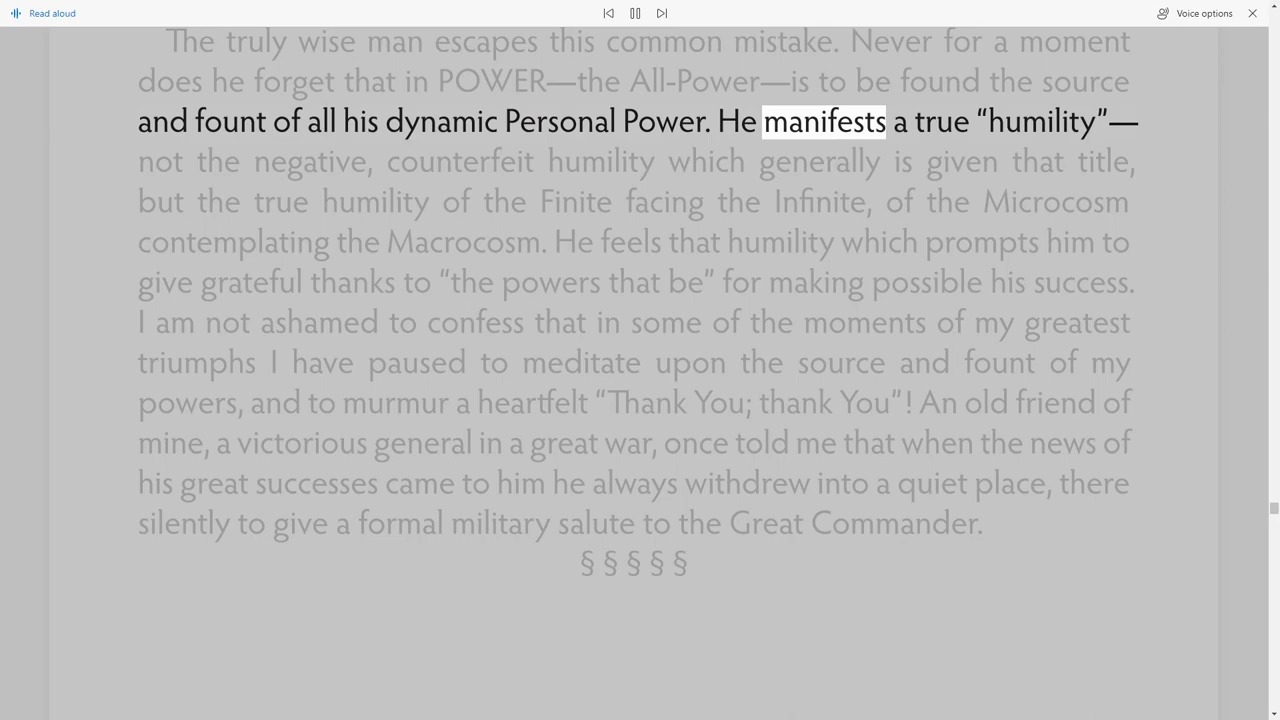 Read aloud
Voice options
The truly wise man escapes this common mistake. Never for a moment
does he forget that in POWER—the All-Power—is to be found the source
and fount of all his dynamic Personal Power. He manifests a true “humility”—
not the negative, counterfeit humility which generally is given that title,
but the true humility of the Finite facing the Infinite, of the Microcosm
contemplating the Macrocosm. He feels that humility which prompts him to
give grateful thanks to “the powers that be” for making possible his success.
I am not ashamed to confess that in some of the moments of my greatest
triumphs I have paused to meditate upon the source and fount of my
powers, and to murmur a heartfelt “Thank You; thank You”! An old friend of
mine, a victorious general in a great war, once told me that when the news of
his great successes came to him he always withdrew into a quiet place, there
silently to give a formal military salute to the Great Commander.
§ § § § §